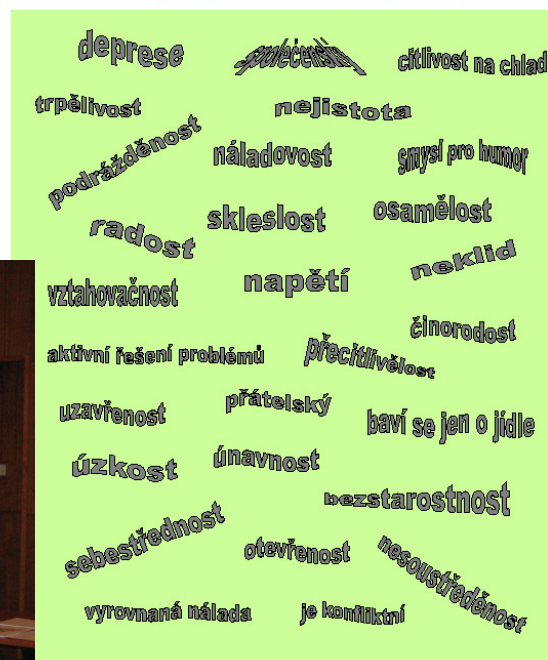 deprese
společenský
citlivost na chlad
trpělivost
nejistota
podrážděnost
náladovost
smysl pro humor
radost
skleslost
osamělost
neklid
vztahovačnost
napětí
činorodost
aktivní řešení problémů
přecitlivělost
uzavřenost
přátelský
baví se jen o jídle
úzkost
únavnost
bezstarostnost
sebestřednost
otevřenost
nesoustředěnost
vyrovnaná nálada
je konfliktní